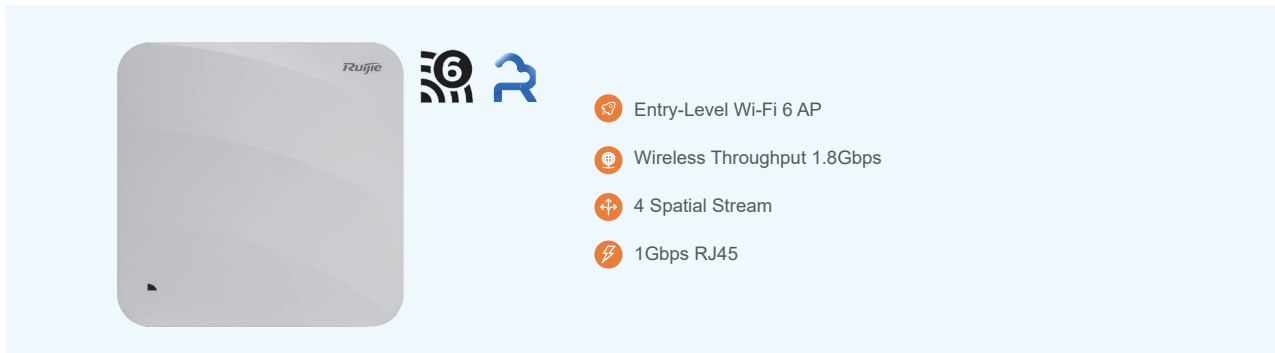 Ruijie
6
Entry-Level Wi-Fi 6 AP
Wireless Throughput 1.8Gbps
4 Spatial Stream
1Gbps RJ45